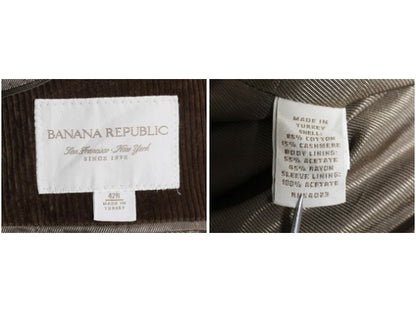 BANANA REPUBLIC
San Francisco · New York
SINCE 1978
42R
MADE IN
TURKEY
MADE IN
TURKEY
SHELL:
85% COTTON
15% CASHMERE
BODY LINING:
55% ACETATE
45% RAYON
SLEEVE LINING:
100% ACETATE